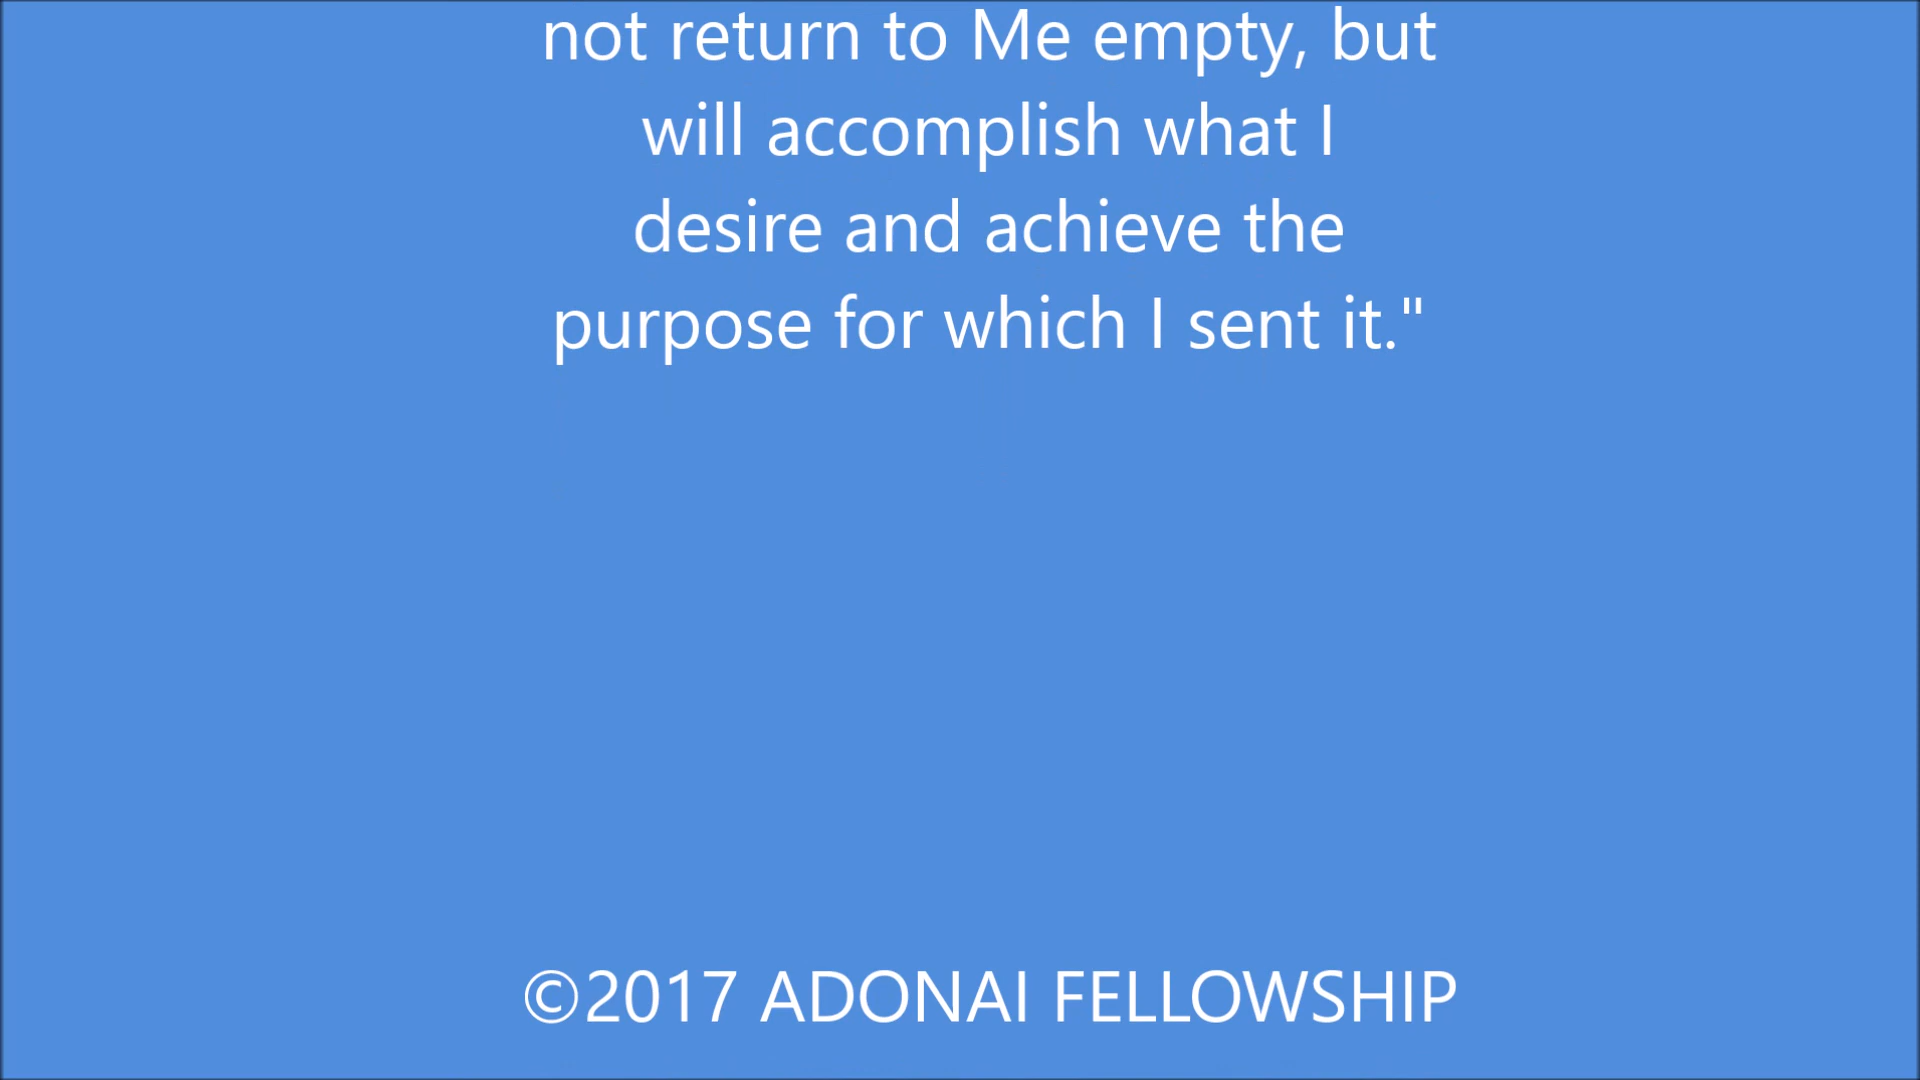 not return to Me empty, but
will accomplish what I
desire and achieve the
purpose for which I sent it."
©2017 ADONAI FELLOWSHIP